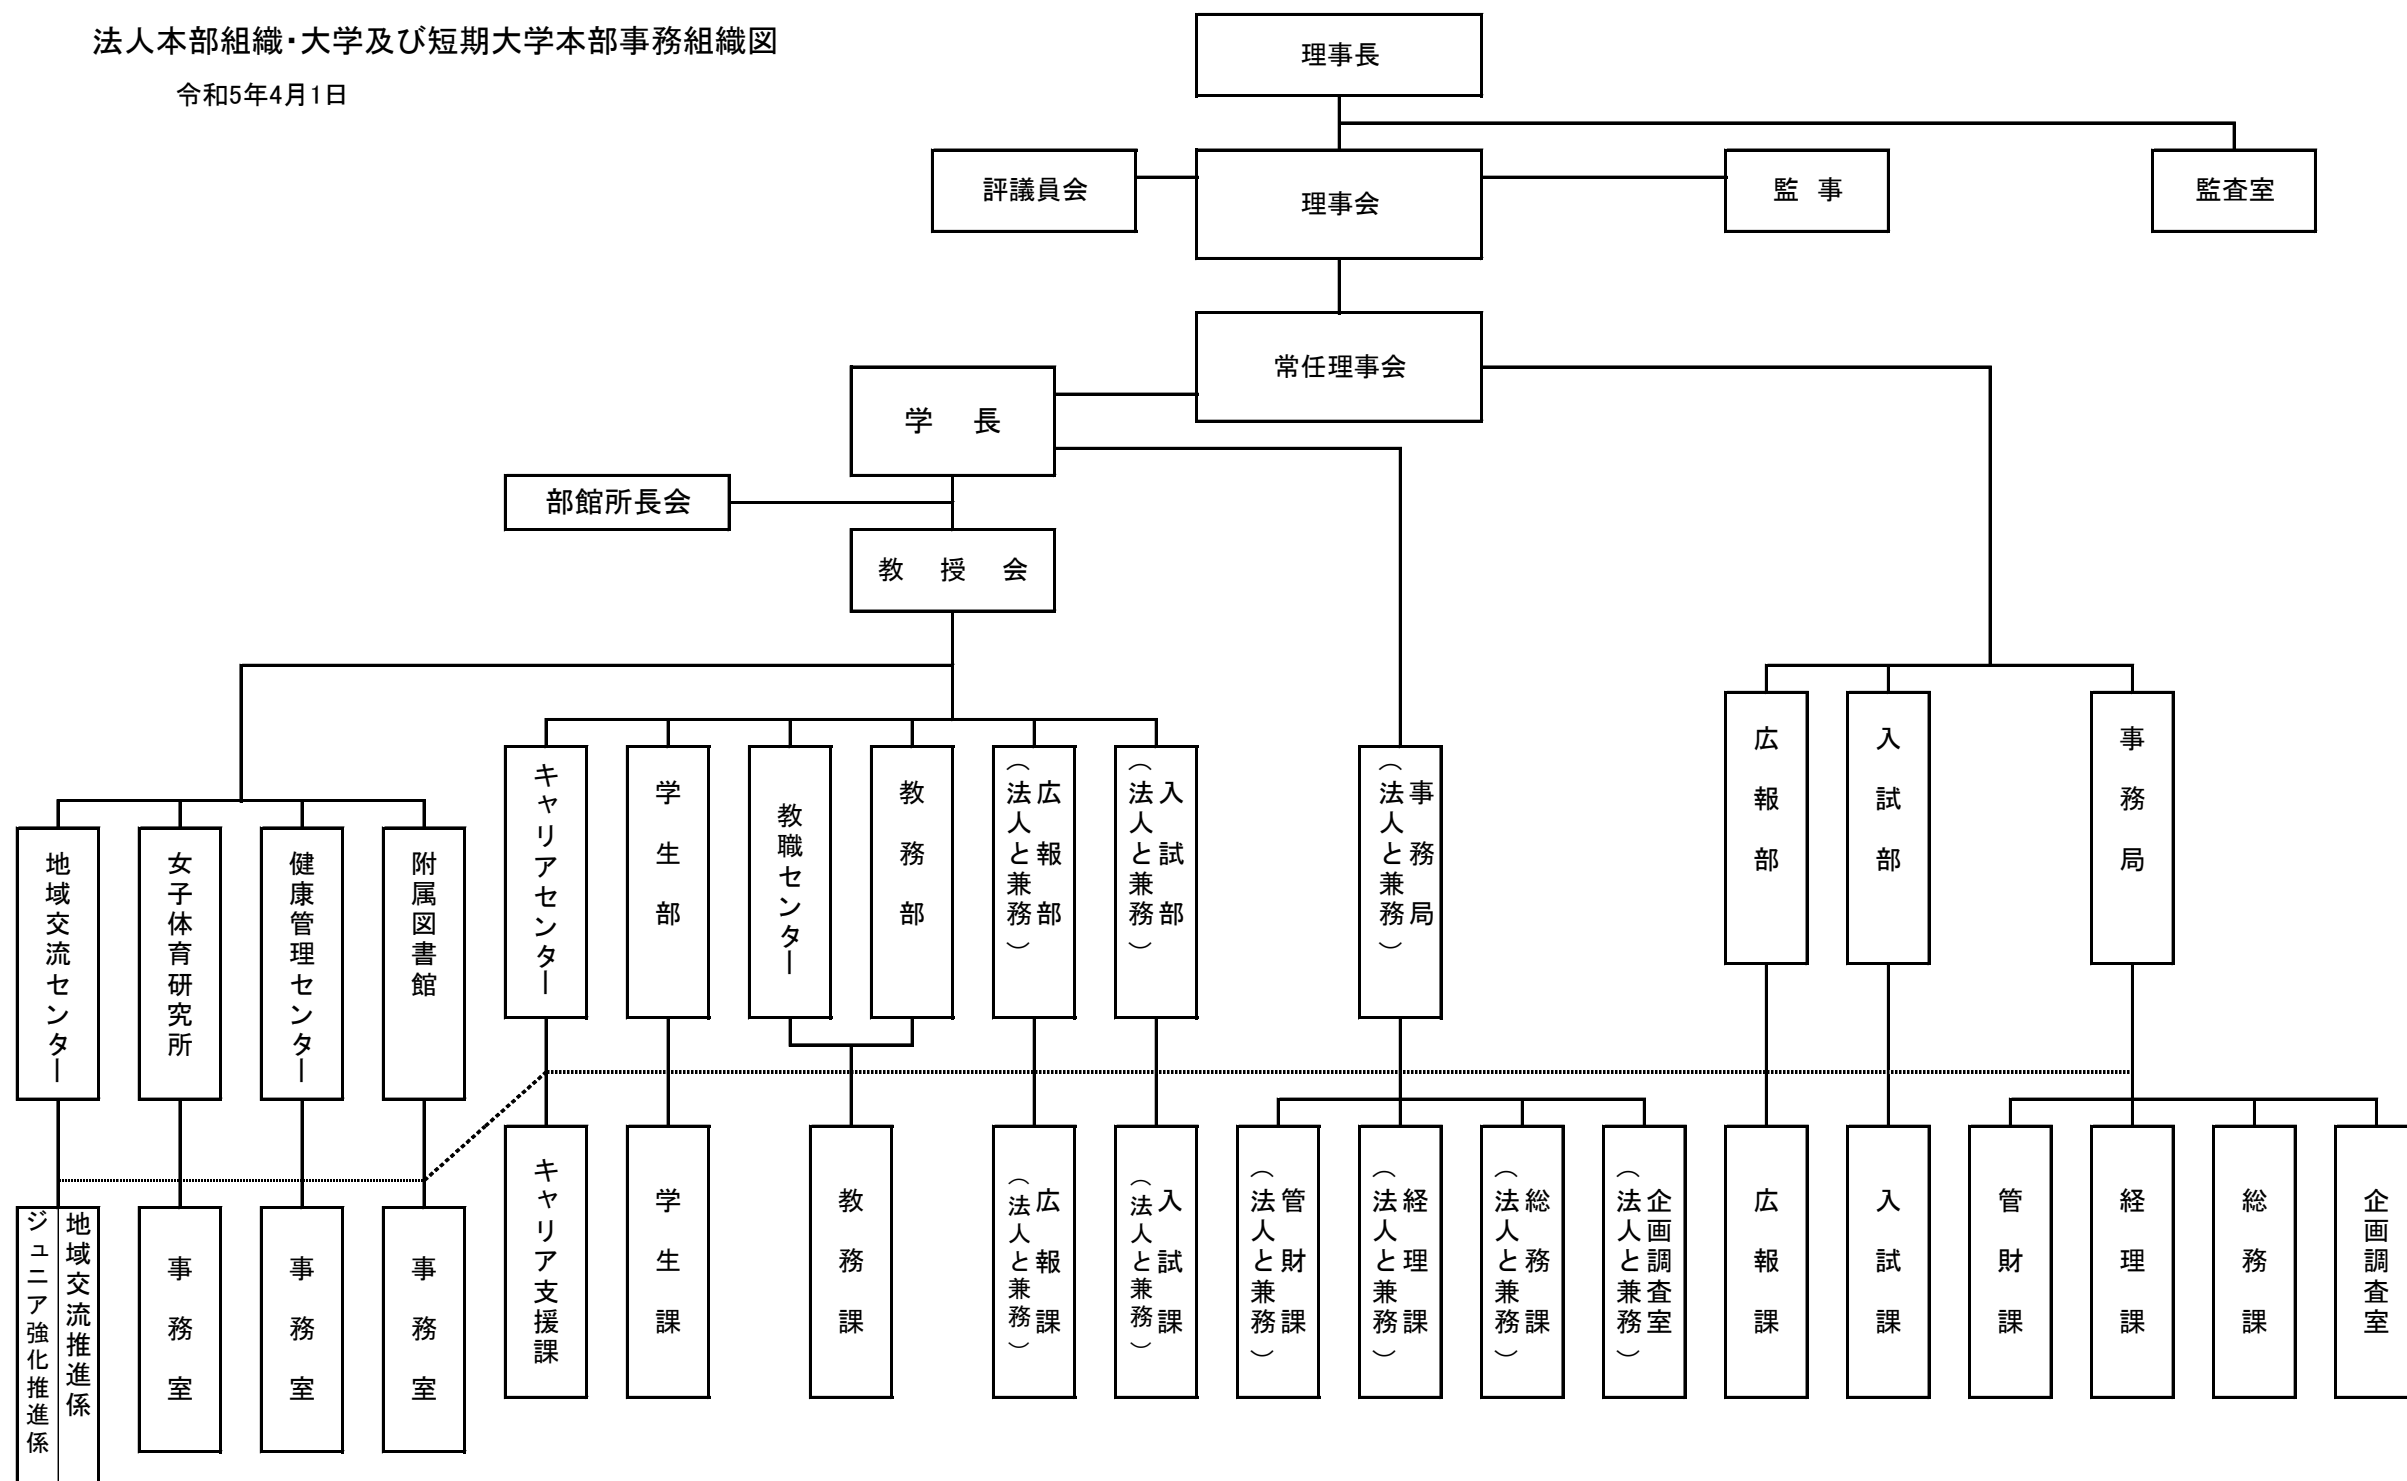 法人本部組織・大学及び短期大学本部事務組織図
令和5年4月1日
理事長
評議員会
理事会
監 事
監査室
常任理事会
学 長
部館所長会
教 授 会
広報部
入試部
事務局
キャリアセンター
学生部
教職センター
教務部
広報部
（法人と兼務）
入試部
（法人と兼務）
事務局
（法人と兼務）
地域交流センター
女子体育研究所
健康管理センター
附属図書館
キャリア支援課
学生課
教務課
広報課
（法人と兼務）
入試課
（法人と兼務）
管財課
（法人と兼務）
経理課
（法人と兼務）
総務課
（法人と兼務）
企画調査室
（法人と兼務）
広報課
入試課
管財課
経理課
総務課
企画調査室
地域交流推進係
ジュニア強化推進係
事務室
事務室
事務室